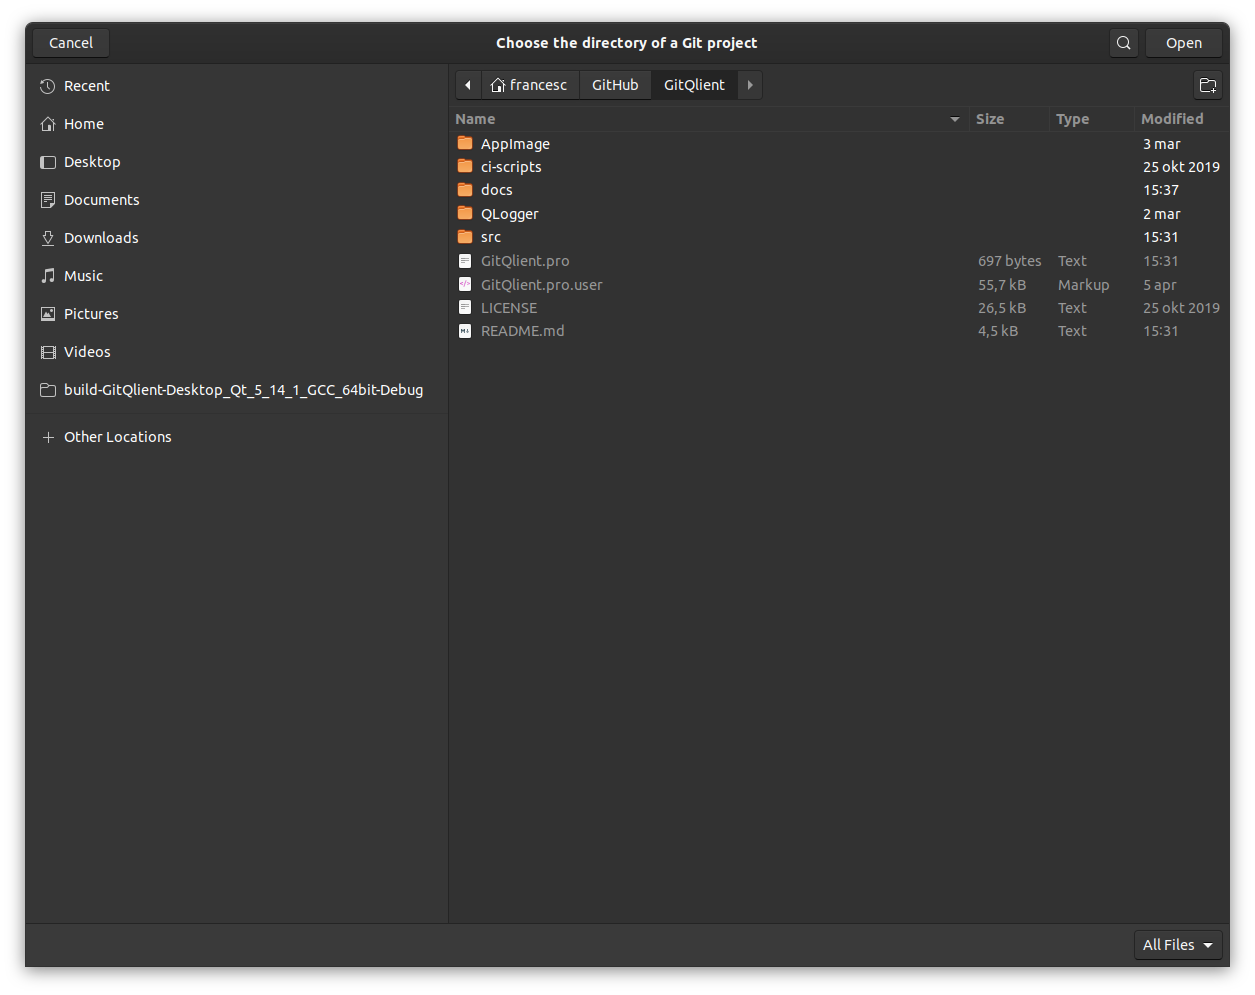 Cancel Choose the directory of a Git project Open
Recent
Home
Desktop
Documents
Downloads
Music
Pictures
Videos
build-GitQlient-Desktop_Qt_5_14_1_GCC_64bit-Debug
Other Locations
francesc GitHub GitQlient
Name Size Type Modified
AppImage 3 mar
ci-scripts 25 okt 2019
docs 15:37
QLogger 2 mar
src 15:31
GitQlient.pro 697 bytes Text 15:31
GitQlient.pro.user 55,7 kB Markup 5 apr
LICENSE 26,5 kB Text 25 okt 2019
README.md 4,5 kB Text 15:31
All Files